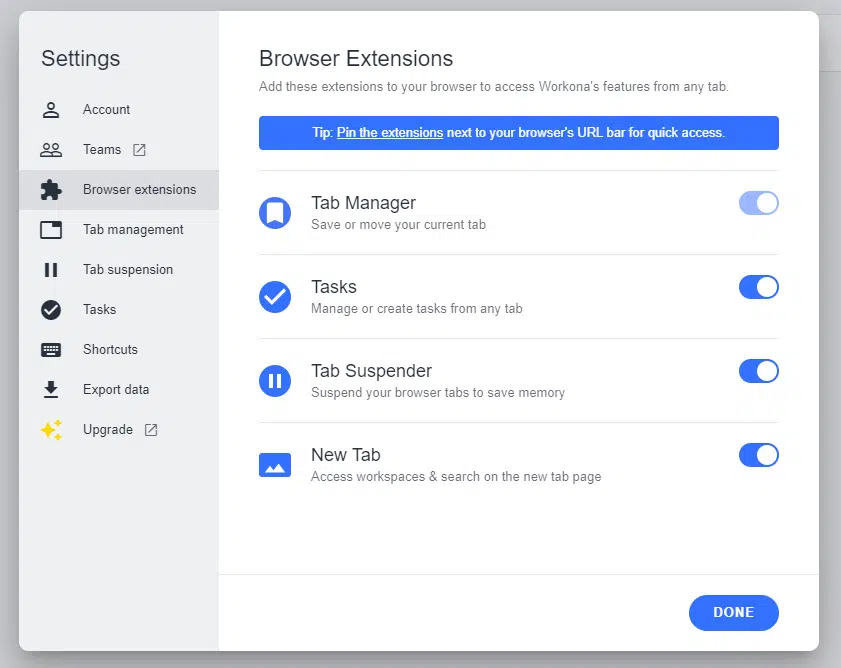 Settings
Account
Teams
Browser extensions
Tab management
Tab suspension
Tasks
Shortcuts
Export data
Upgrade
Browser Extensions
Add these extensions to your browser to access Workona's features from any tab.
Tip: Pin the extensions next to your browser's URL bar for quick access.
Tab Manager
Save or move your current tab
Tasks
Manage or create tasks from any tab
Tab Suspender
Suspend your browser tabs to save memory
New Tab
Access workspaces & search on the new tab page
DONE